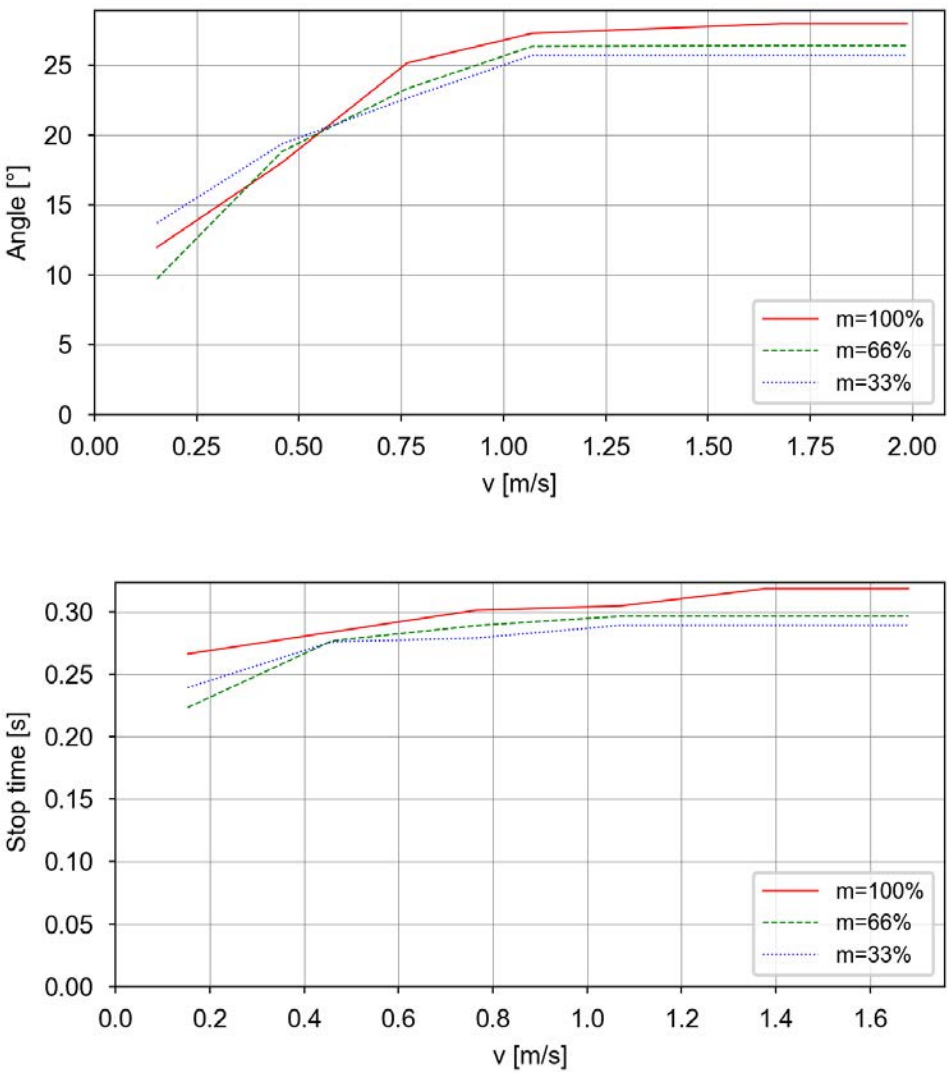 Angle [°]
25
20
15
10
5
0
m=100%
m=66%
m=33%
0.00 0.25 0.50 0.75 1.00 1.25 1.50 1.75 2.00
v [m/s]
Stop time [s]
0.30
0.25
0.20
0.15
0.10
0.05
0.00
m=100%
m=66%
m=33%
0.0 0.2 0.4 0.6 0.8 1.0 1.2 1.4 1.6
v [m/s]